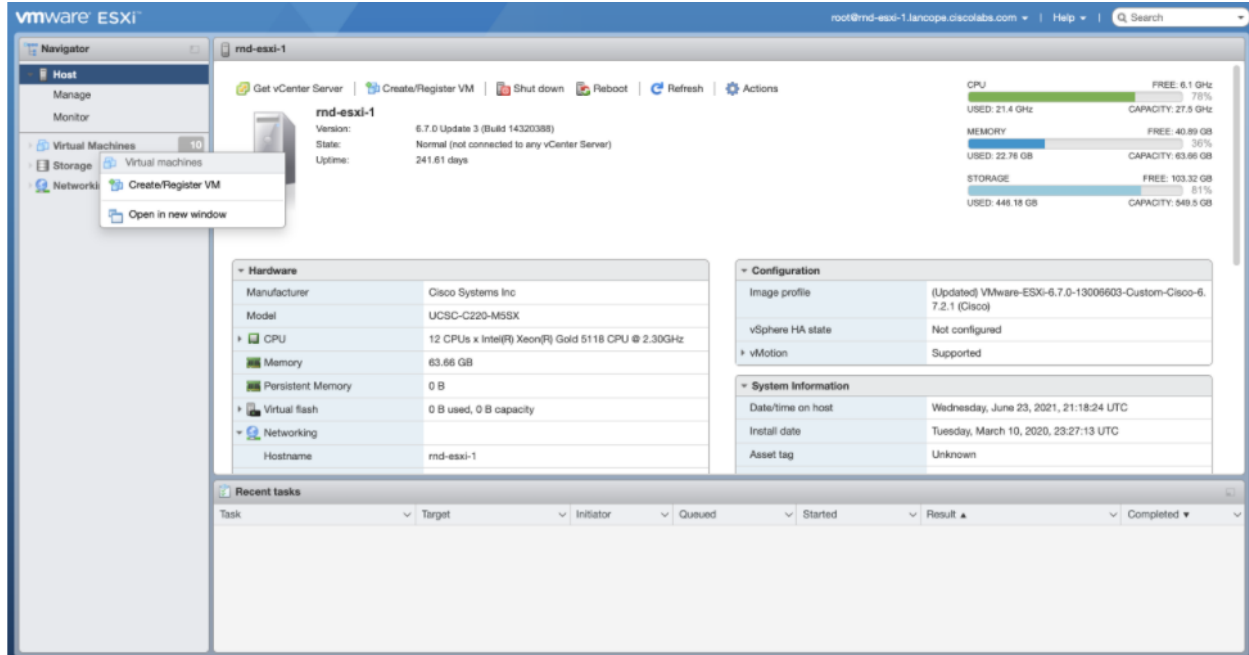 vmware ESXi
root@rnd-esxi-1.lancope.ciscolabs.com | Help | Search
Navigator
Host
Manage
Monitor
Virtual Machines 10
Storage
Networki
Virtual machines
Create/Register VM
Open in new window
rnd-esxi-1
Get vCenter Server | Create/Register VM | Shut down Reboot | Refresh | Actions
rnd-esxi-1
Version: 6.7.0 Update 3 (Build 14320388)
State: Normal (not connected to any vCenter Server)
Uptime: 241.61 days
CPU FREE: 6.1 GHz
78%
USED: 21.4 GHz CAPACITY: 27.5 GHz
MEMORY FREE: 40.89 GB
36%
USED: 22.76 GB CAPACITY: 63.66 GB
STORAGE FREE: 103.32 GB
81%
USED: 446.18 GB CAPACITY: 549.5 GB
Hardware
Manufacturer Cisco Systems Inc
Model UCSC-C220-M5SX
CPU 12 CPUs x Intel(R) Xeon(R) Gold 5118 CPU @ 2.30GHz
Memory 63.66 GB
Persistent Memory 0 B
Virtual flash 0 B used, 0 B capacity
Networking
Hostname rnd-esxi-1
Configuration
Image profile (Updated) VMware-ESXi-6.7.0-13006603-Custom-Cisco-6.
7.2.1 (Cisco)
vSphere HA state Not configured
vMotion Supported
System Information
Date/time on host Wednesday, June 23, 2021, 21:18:24 UTC
Install date Tuesday, March 10, 2020, 23:27:13 UTC
Asset tag Unknown
Recent tasks
Task Target Initiator Queued Started Result Completed